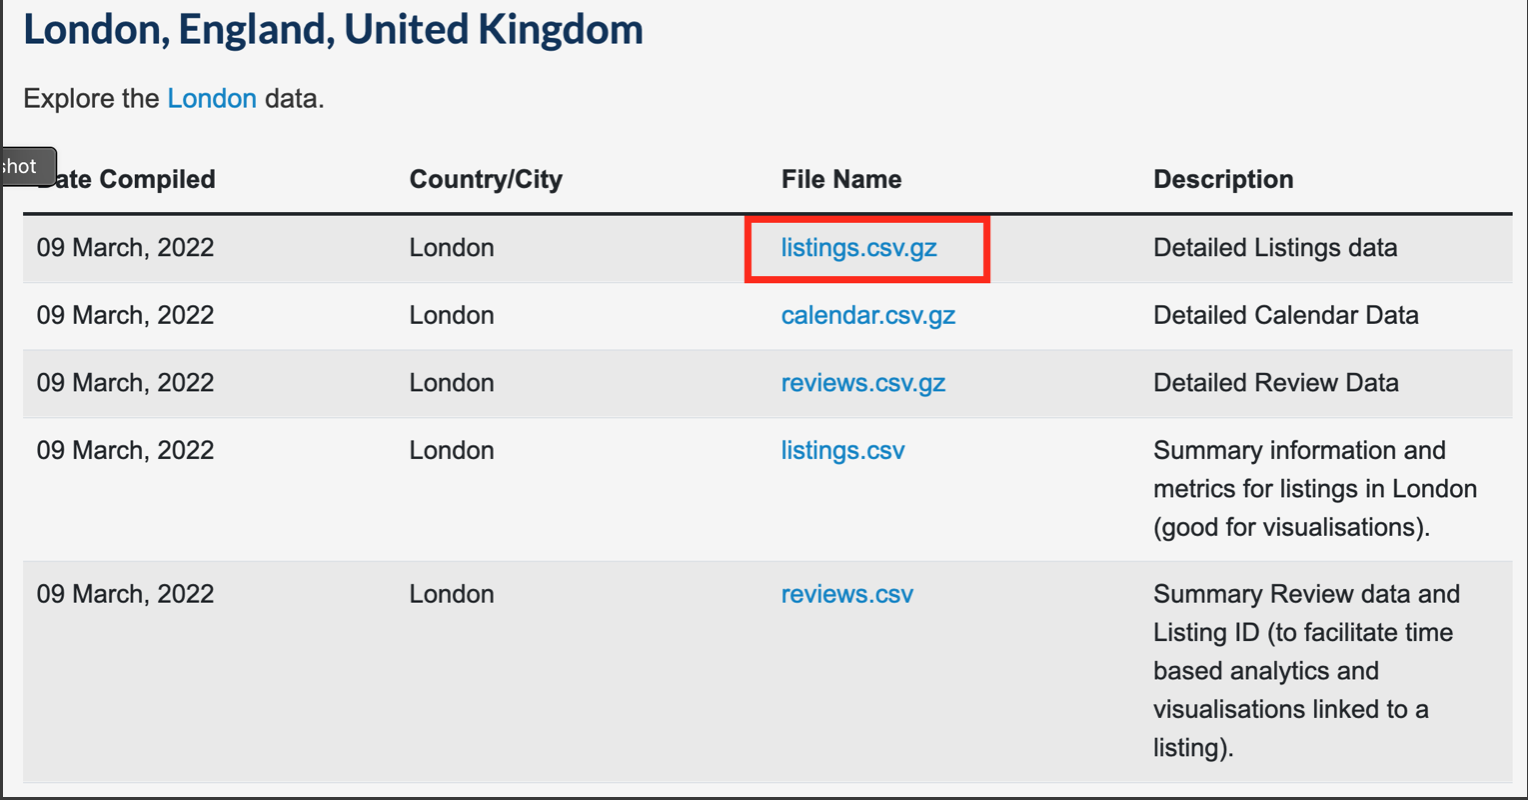 London, England, United Kingdom
Explore the London data.
shot
Date Compiled Country/City File Name Description
09 March, 2022 London listings.csv.gz Detailed Listings data
09 March, 2022 London calendar.csv.gz Detailed Calendar Data
09 March, 2022 London reviews.csv.gz Detailed Review Data
09 March, 2022 London listings.csv Summary information and
metrics for listings in London
(good for visualisations).
09 March, 2022 London reviews.csv Summary Review data and
Listing ID (to facilitate time
based analytics and
visualisations linked to a
listing).